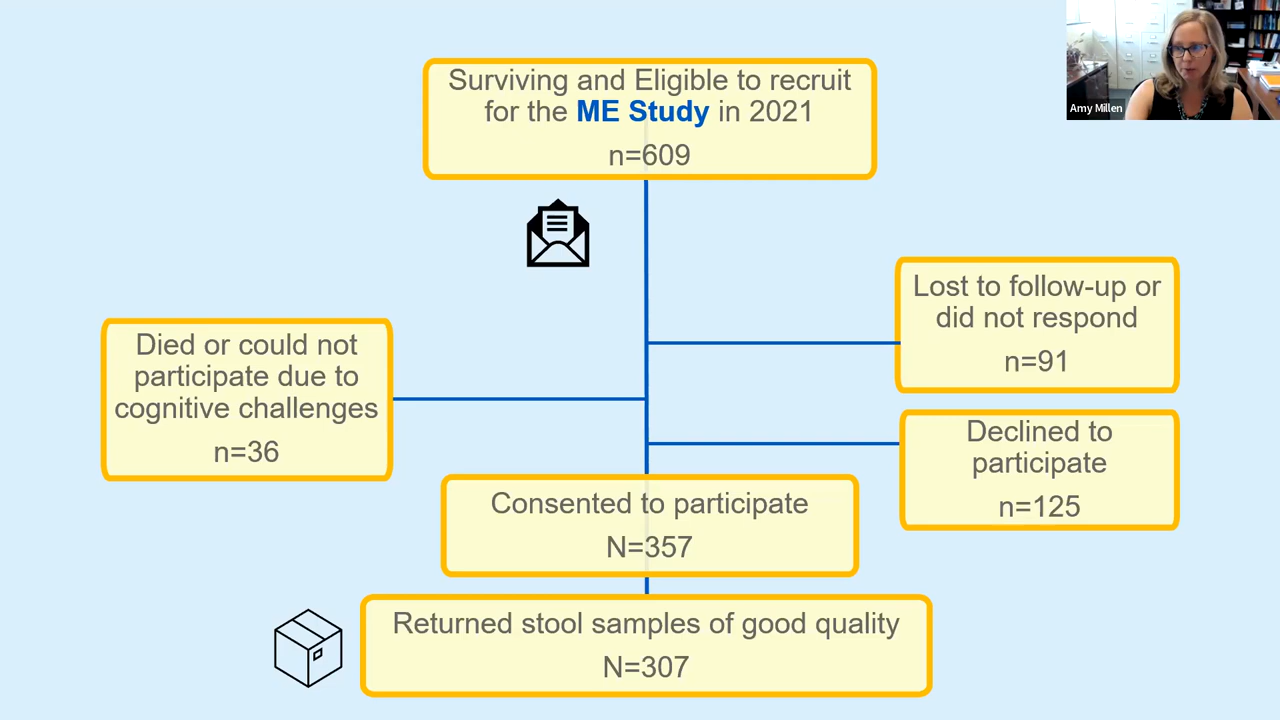 Amy Millen
Surviving and Eligible to recruit
for the ME Study in 2021
n=609
Lost to follow-up or
did not respond
n=91
Died or could not
participate due to
cognitive challenges
n=36
Declined to
participate
n=125
Consented to participate
N=357
Returned stool samples of good quality
N=307